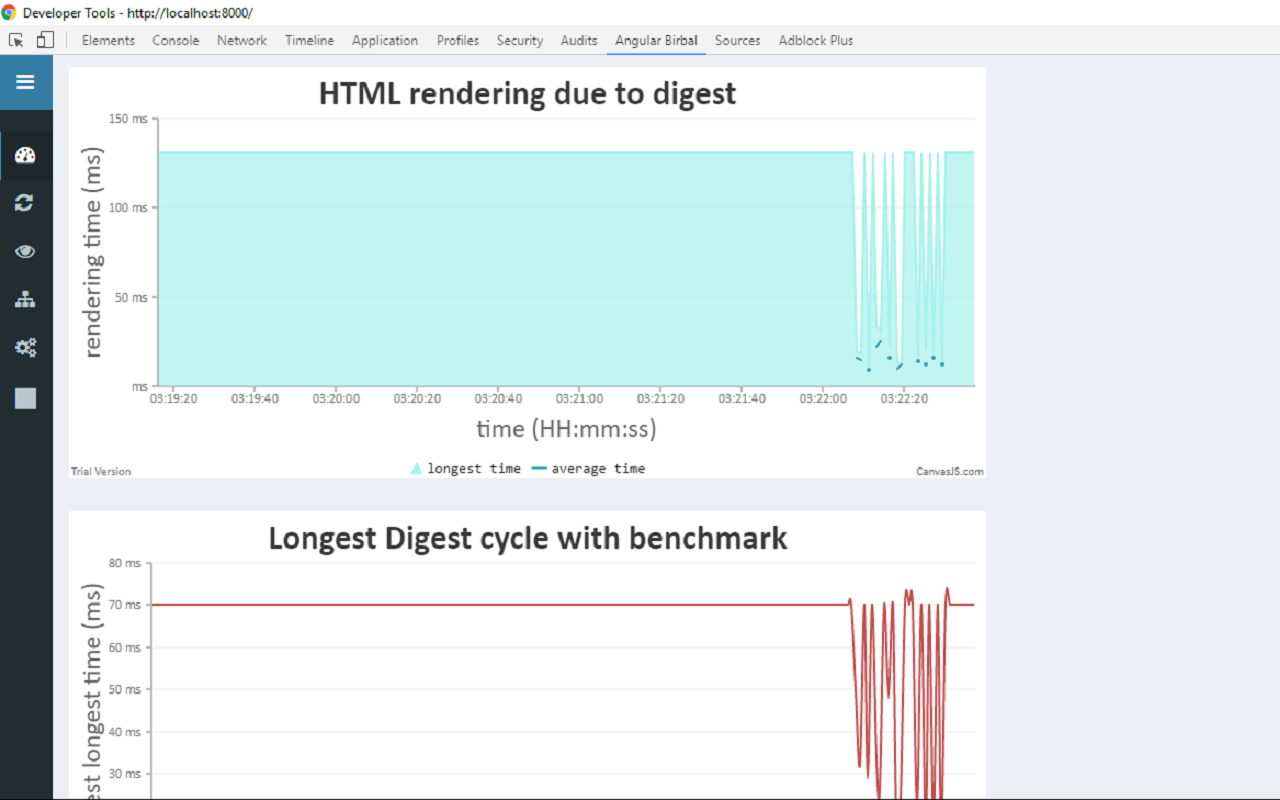 Developer Tools - http://localhost:8000/
Elements Console Network Timeline Application Profiles Security Audits Angular Birbal Sources Adblock Plus
HTML rendering due to digest
150 ms
100 ms
50 ms
ms
rendering time (ms)
03:19:20 03:19:40 03:20:00 03:20:20 03:20:40 03:21:00 03:21:20 03:21:40 03:22:00 03:22:20
time (HH:mm:ss)
longest time average time
Trial Version
CanvasJS.com
Longest Digest cycle with benchmark
80 ms
70 ms
60 ms
50 ms
40 ms
30 ms
longest time (ms)